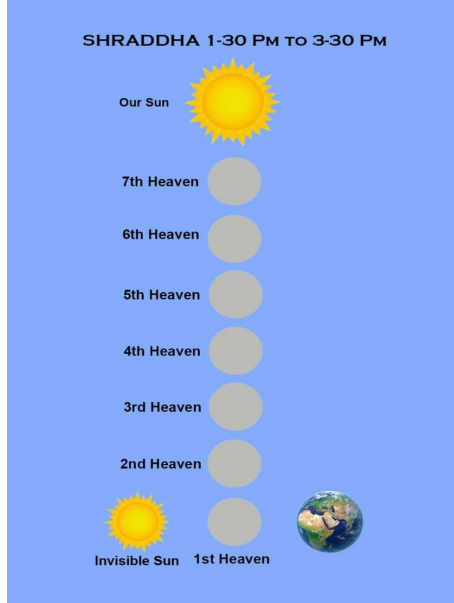 SHRADDHA 1-30 PM TO 3-30 PM
Our Sun
7th Heaven
6th Heaven
5th Heaven
4th Heaven
3rd Heaven
2nd Heaven
Invisible Sun 1st Heaven